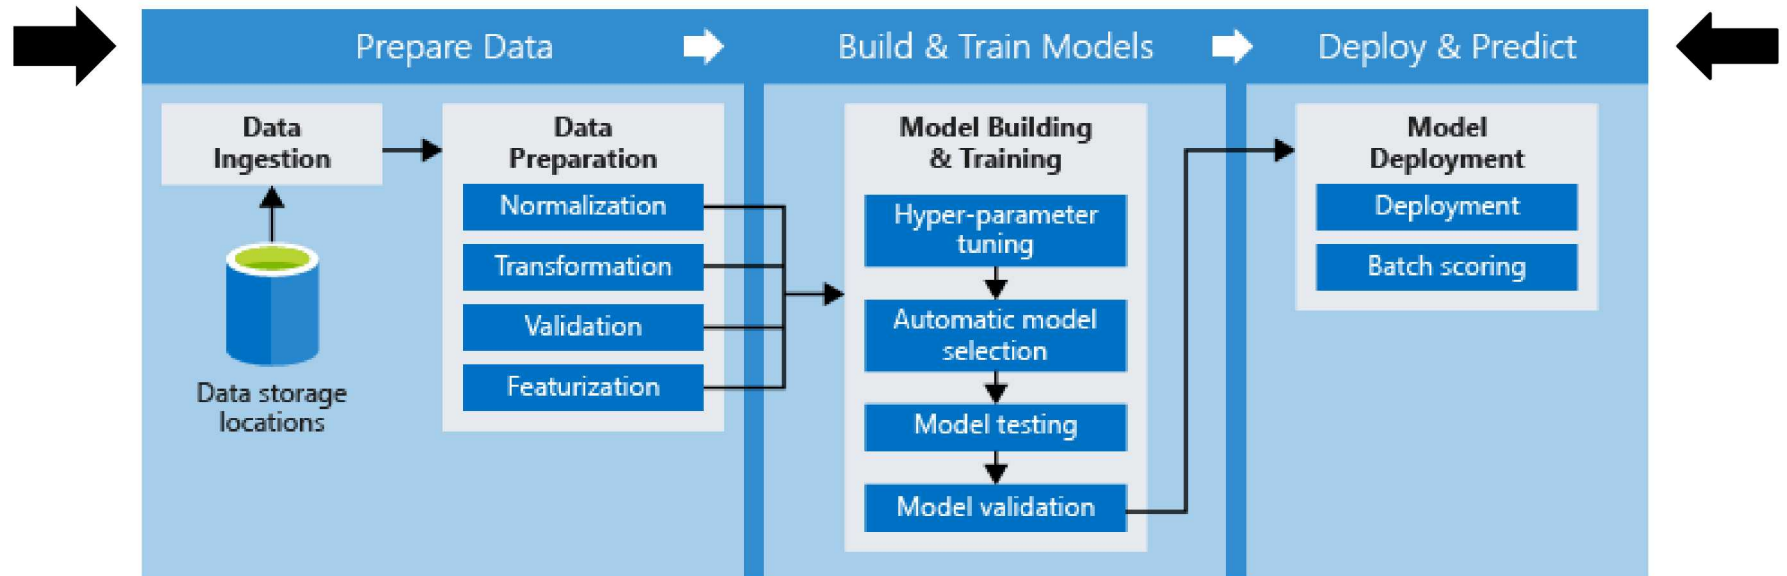 Prepare Data
Build & Train Models
Deploy & Predict
Data
Ingestion
Data storage
locations
Data
Preparation
Normalization
Transformation
Validation
Featurization
Model Building
& Training
Hyper-parameter
tuning
Automatic model
selection
Model testing
Model validation
Model
Deployment
Deployment
Batch scoring